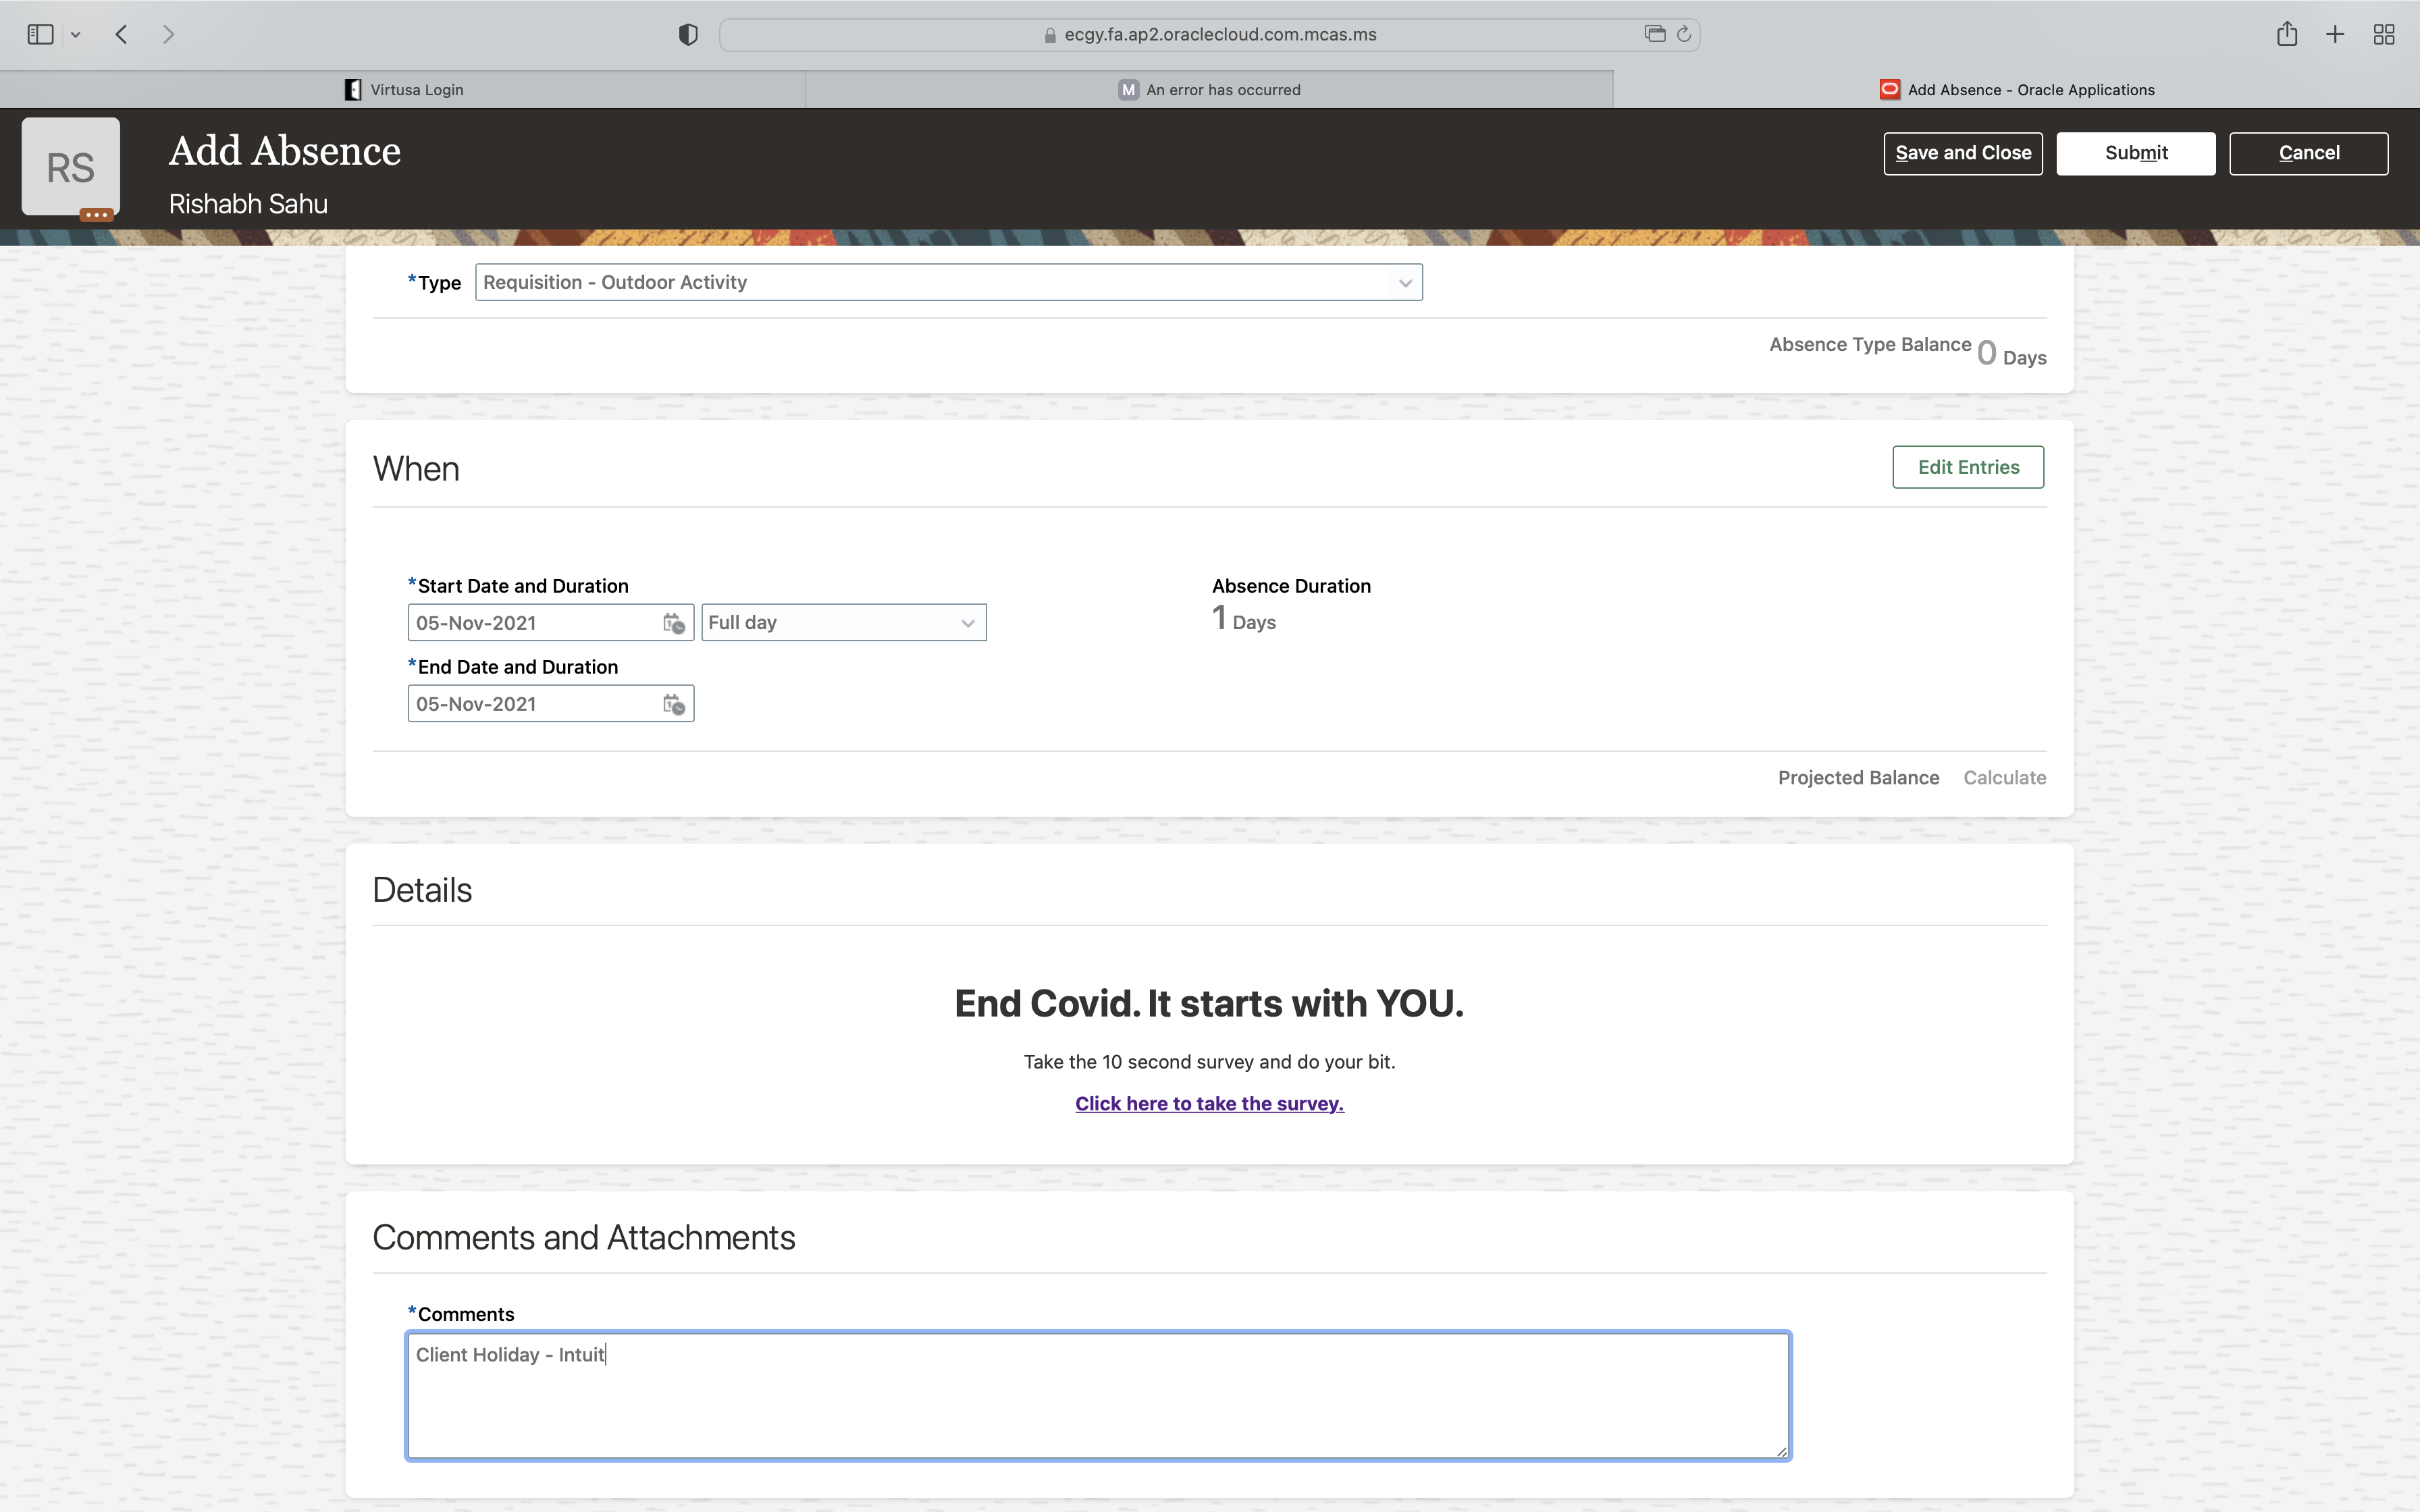 ecgy.fa.ap2.oraclecloud.com.mcas.ms
Virtusa Login
M An error has occurred
Add Absence - Oracle Applications
RS
Add Absence
Rishabh Sahu
Save and Close
Submit
Cancel
*Type Requisition - Outdoor Activity
Absence Type Balance 0 Days
When
Edit Entries
*Start Date and Duration
05-Nov-2021 Full day
Absence Duration
1 Days
*End Date and Duration
05-Nov-2021
Projected Balance Calculate
Details
End Covid. It starts with YOU.
Take the 10 second survey and do your bit.
Click here to take the survey.
Comments and Attachments
*Comments
Client Holiday - Intuit